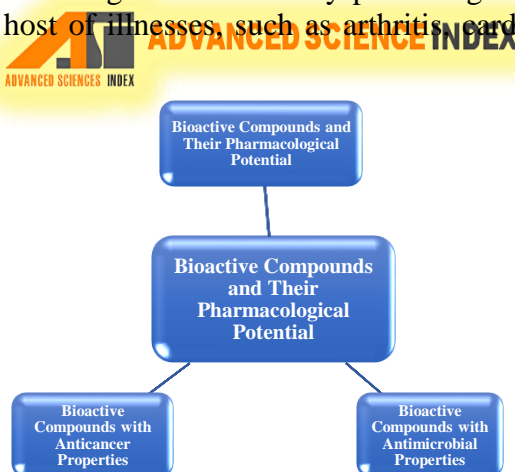 host of illnesses, such as arthritis, card
ASI ADVANCED SCIENCE INDEX
ADVANCED SCIENCES INDEX
Bioactive Compounds and
Their Pharmacological
Potential
Bioactive Compounds
and Their
Pharmacological
Potential
Bioactive
Compounds with
Anticancer
Properties
Bioactive
Compounds with
Antimicrobial
Properties